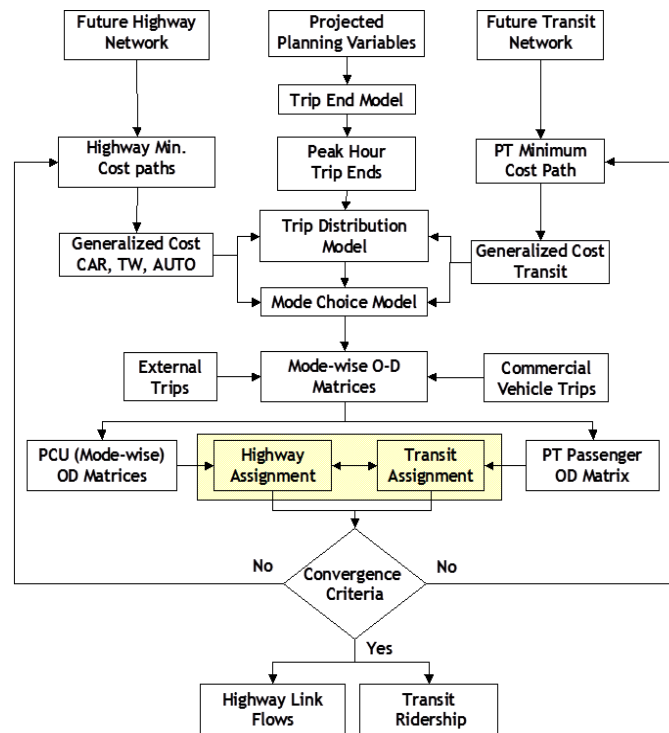 Future Highway
Network
Projected
Planning Variables
Future Transit
Network
Trip End Model
Highway Min.
Cost paths
Peak Hour
Trip Ends
PT Minimum
Cost Path
Generalized Cost
CAR, TW, AUTO
Trip Distribution
Model
Generalized Cost
Transit
Mode Choice Model
External
Trips
Mode-wise O-D
Matrices
Commercial
Vehicle Trips
PCU (Mode-wise)
OD Matrices
Highway
Assignment
Transit
Assignment
PT Passenger
OD Matrix
No
Convergence
Criteria
No
Yes
Highway Link
Flows
Transit
Ridership